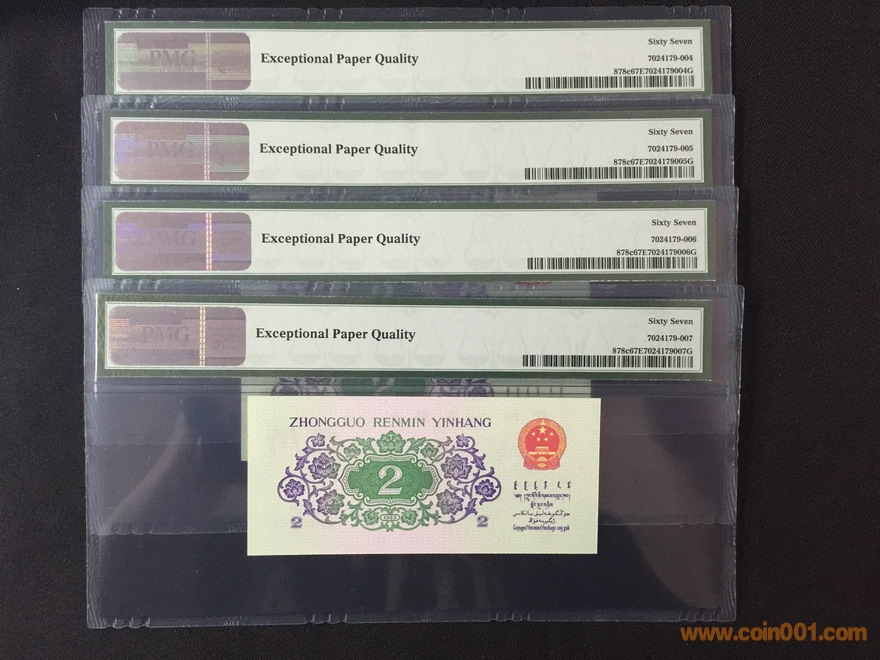 PMG
Exceptional Paper Quality
Sixty Seven
7024179-004
878c67E7024179004G
PMG
Exceptional Paper Quality
Sixty Seven
7024179-005
878c67E7024179005G
PMG
Exceptional Paper Quality
Sixty Seven
7024179-006
878c67E7024179006G
PMG
Exceptional Paper Quality
Sixty Seven
7024179-007
878c67E7024179007G
ZHONGGUO RENMIN YINHANG
2
2 2
www.coin001.com